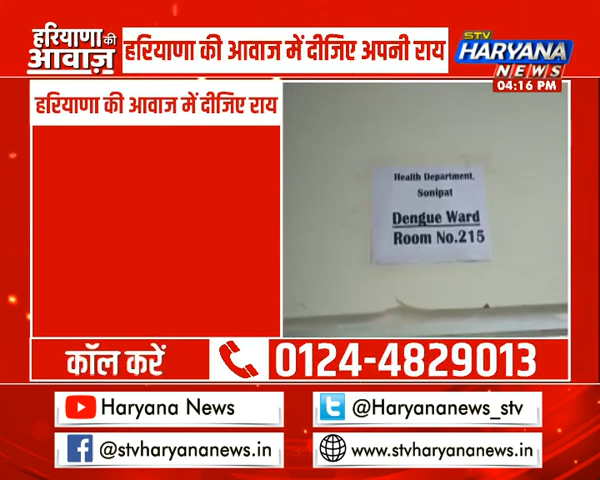 हरियाणा की
आवाज़
हरियाणा की आवाज में दीजिए अपनी राय
STV
HARYANA
NEWS
04:16 PM
हरियाणा की आवाज में दीजिए राय
Health Department,
Sonipat
Dengue Ward
Room No.215
कॉल करें
0124-4829013
Haryana News
@Haryananews_stv
@stvharyananews.in
www.stvharyananews.in